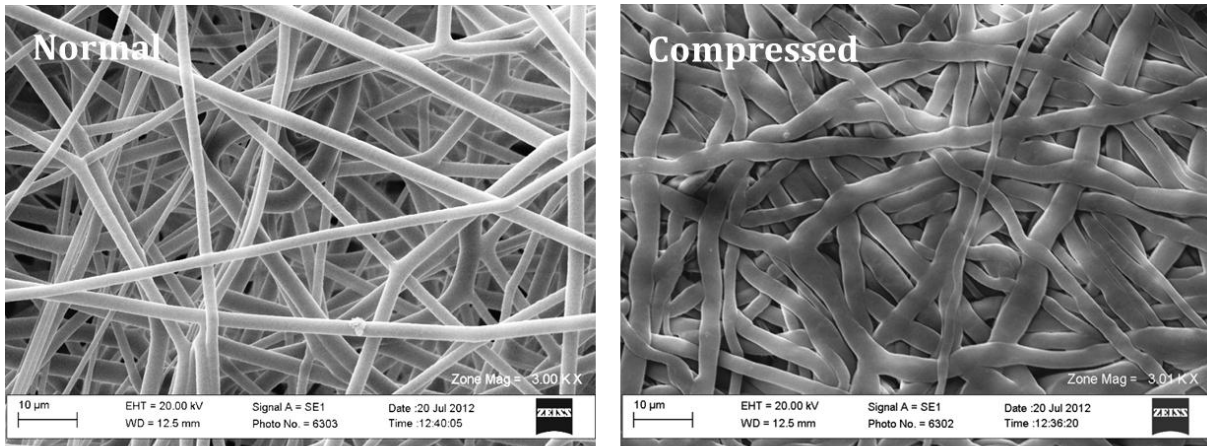 Normal
Zone Mag = 3.00 K X
10 µm
EHT = 20.00 kV
Signal A = SE1
Date :20 Jul 2012
WD = 12.5 mm
Photo No. = 6303
Time :12:40:05
ZEISS
Compressed
Zone Mag = 3.01 K X
10 µm
EHT = 20.00 kV
Signal A = SE1
Date :20 Jul 2012
WD = 12.5 mm
Photo No. = 6302
Time :12:36:20
ZEISS